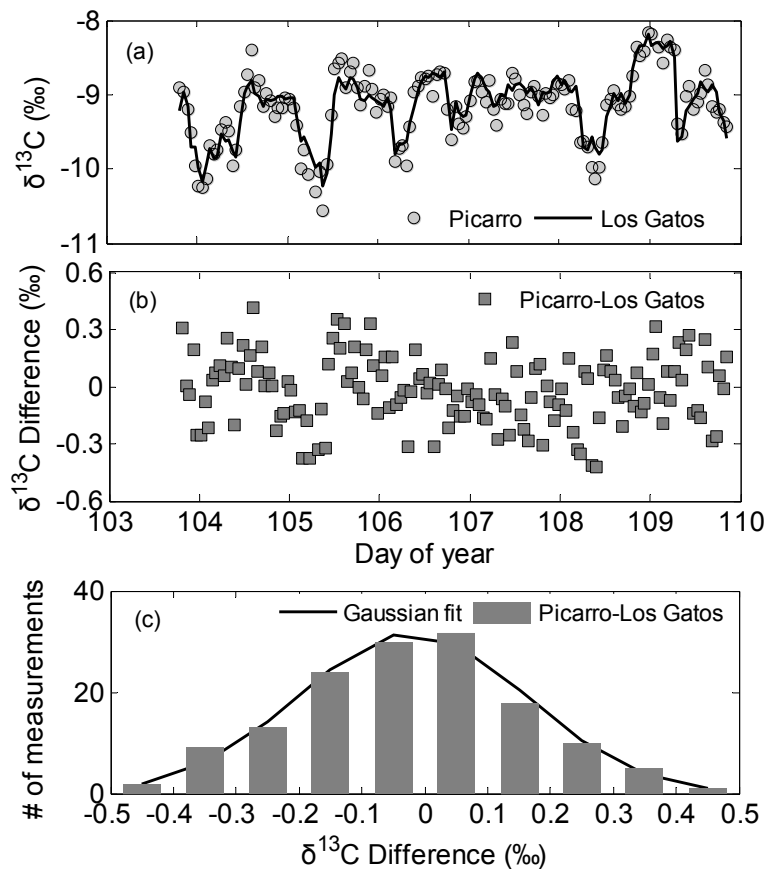 -8
(a)
-9
-10
-11
δ¹³C (‰)
Picarro
Los Gatos
0.6
(b)
Picarro-Los Gatos
0.3
0
-0.3
-0.6
δ¹³C Difference (‰)
103 104 105 106 107 108 109 110
Day of year
40
(c)
Gaussian fit
Picarro-Los Gatos
20
0
# of measurements
-0.5 -0.4 -0.3 -0.2 -0.1 0 0.1 0.2 0.3 0.4 0.5
δ¹³C Difference (‰)